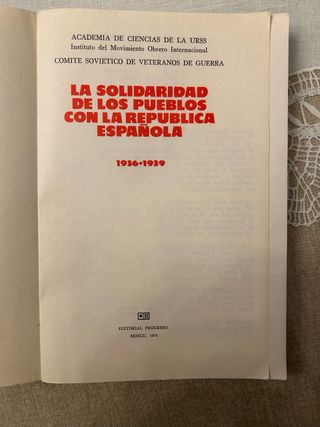 ACADEMIA DE CIENCIAS DE LA URSS
Instituto del Movimiento Obrero Internacional
COMITE SOVIETICO DE VETERANOS DE GUERRA
LA SOLIDARIDAD
DE LOS PUEBLOS
CON LA REPUBLICA
ESPAÑOLA
1936-1939
EDITORIAL PROGRESO
MOSCU, 1974